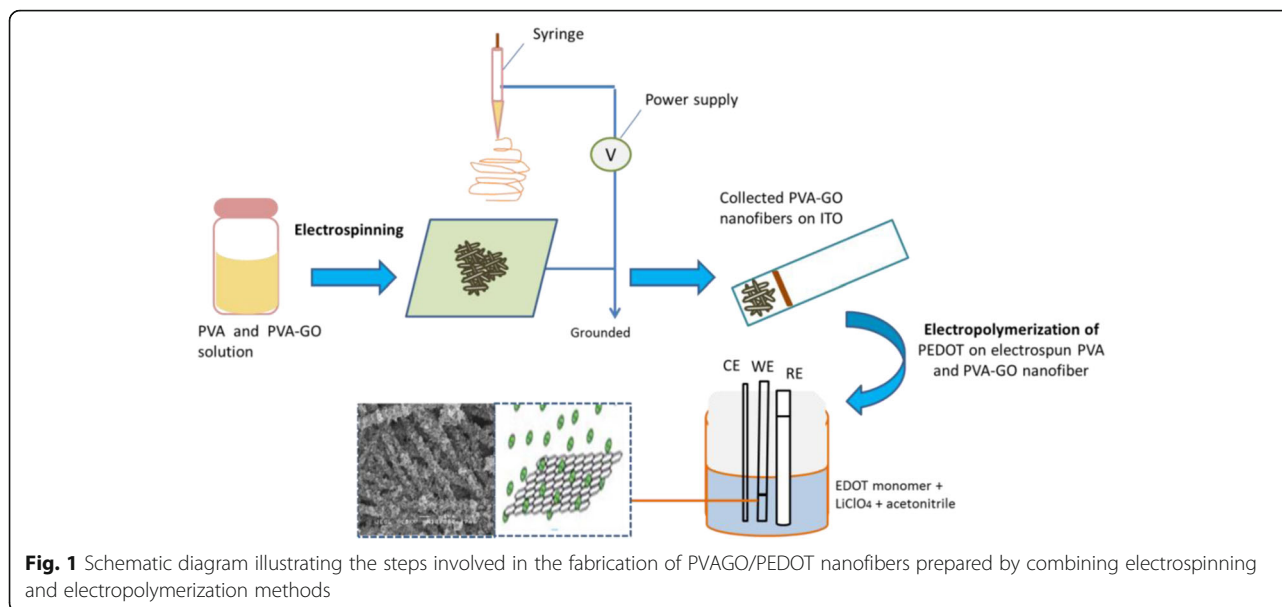 Syringe
Power supply
V
Collected PVA-GO
nanofibers on ITO
Electrospinning
PVA and PVA-GO
solution
Grounded
Electropolymerization of
PEDOT on electrospun PVA
and PVA-GO nanofiber
CE WE RE
EDOT monomer +
LiClO4 + acetonitrile
Fig. 1 Schematic diagram illustrating the steps involved in the fabrication of PVAGO/PEDOT nanofibers prepared by combining electrospinning
and electropolymerization methods